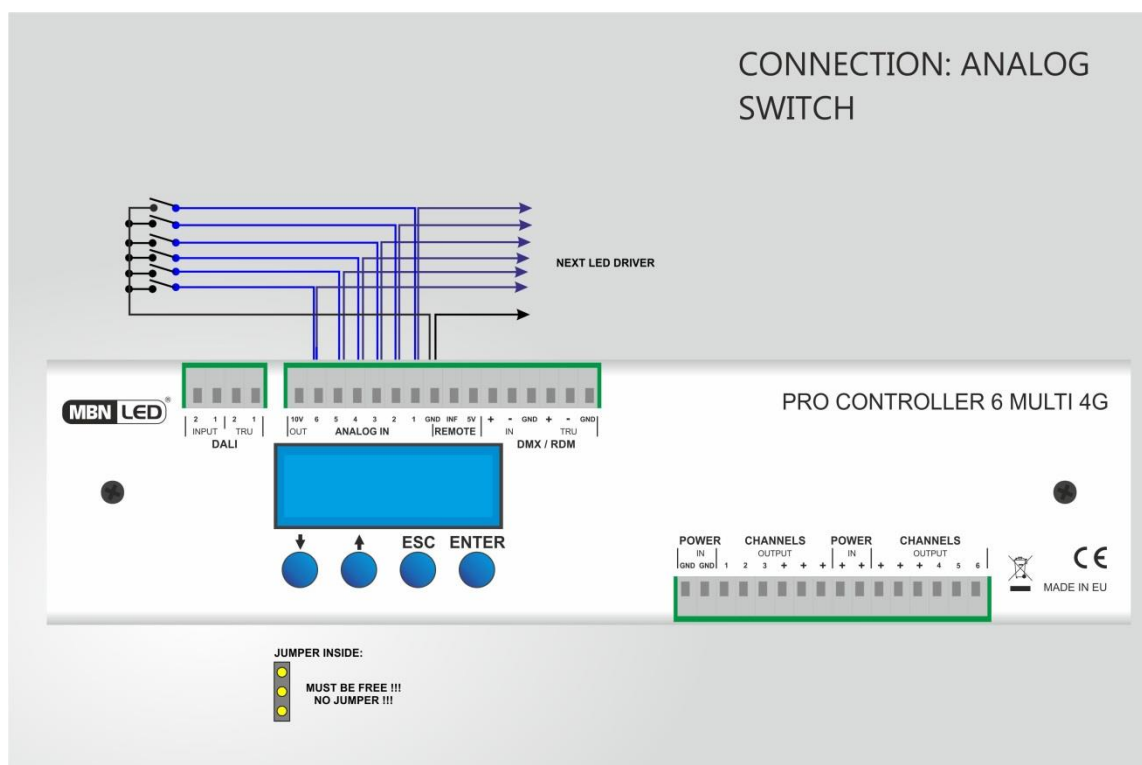 CONNECTION: ANALOG
SWITCH
NEXT LED DRIVER
MBN LED®
2 1 2 1
INPUT TRU
DALI
10V 6 5 4 3 2 1 GND INF 5V + - GND + - GND
OUT ANALOG IN REMOTE IN TRU
DMX / RDM
PRO CONTROLLER 6 MULTI 4G
ESC ENTER
POWER CHANNELS POWER CHANNELS
IN OUTPUT IN OUTPUT
GND GND 1 2 3 + + + + + + + + 4 5 6
CE
MADE IN EU
JUMPER INSIDE:
MUST BE FREE !!!
NO JUMPER !!!